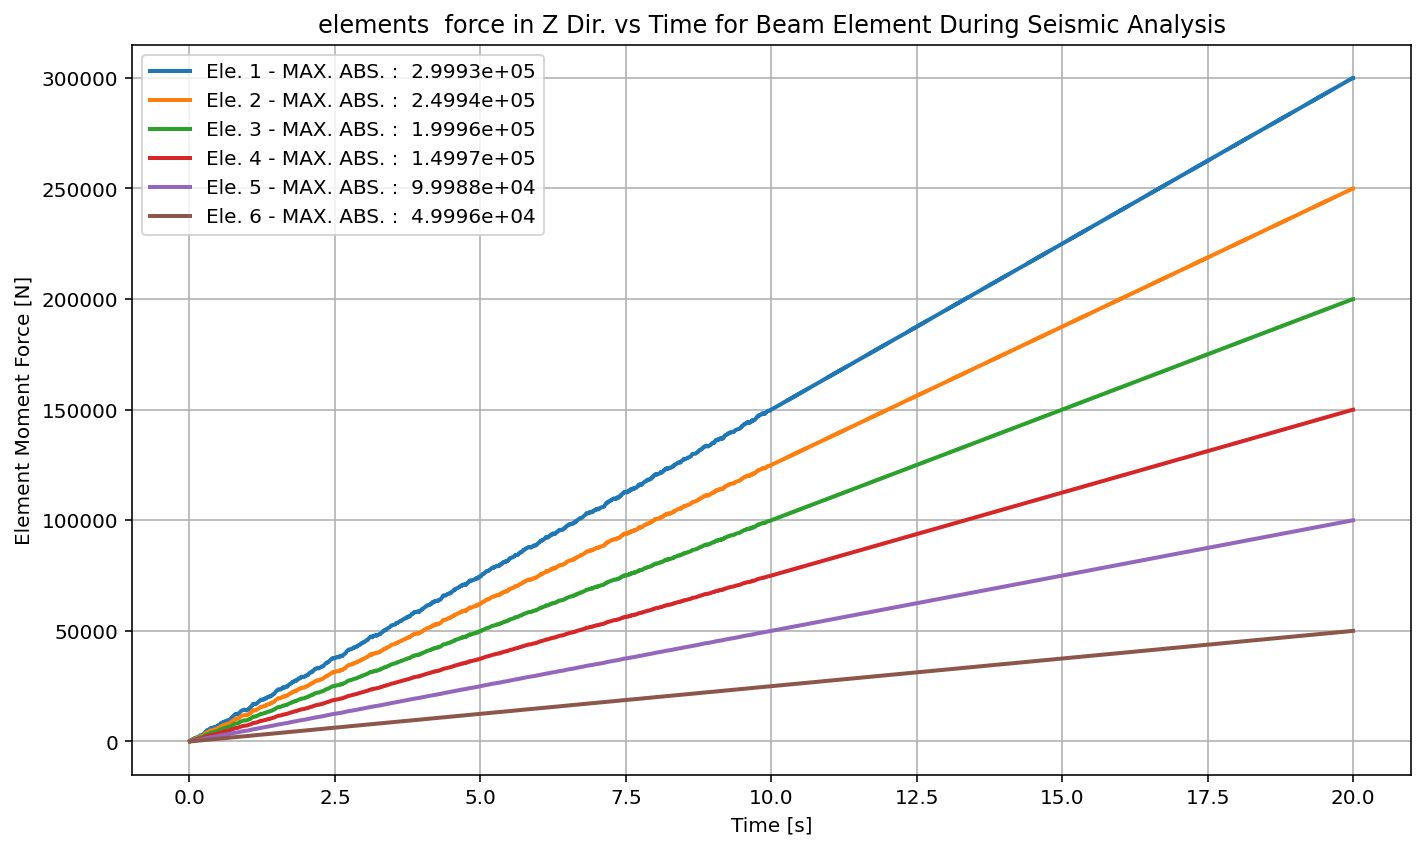 elements  force in Z Dir. vs Time for Beam Element During Seismic Analysis
Ele. 1 - MAX. ABS. :  2.9993e+05
Ele. 2 - MAX. ABS. :  2.4994e+05
Ele. 3 - MAX. ABS. :  1.9996e+05
Ele. 4 - MAX. ABS. :  1.4997e+05
Ele. 5 - MAX. ABS. :  9.9988e+04
Ele. 6 - MAX. ABS. :  4.9996e+04
Element Moment Force [N]
300000
250000
200000
150000
100000
50000
0
0.0 2.5 5.0 7.5 10.0 12.5 15.0 17.5 20.0
Time [s]